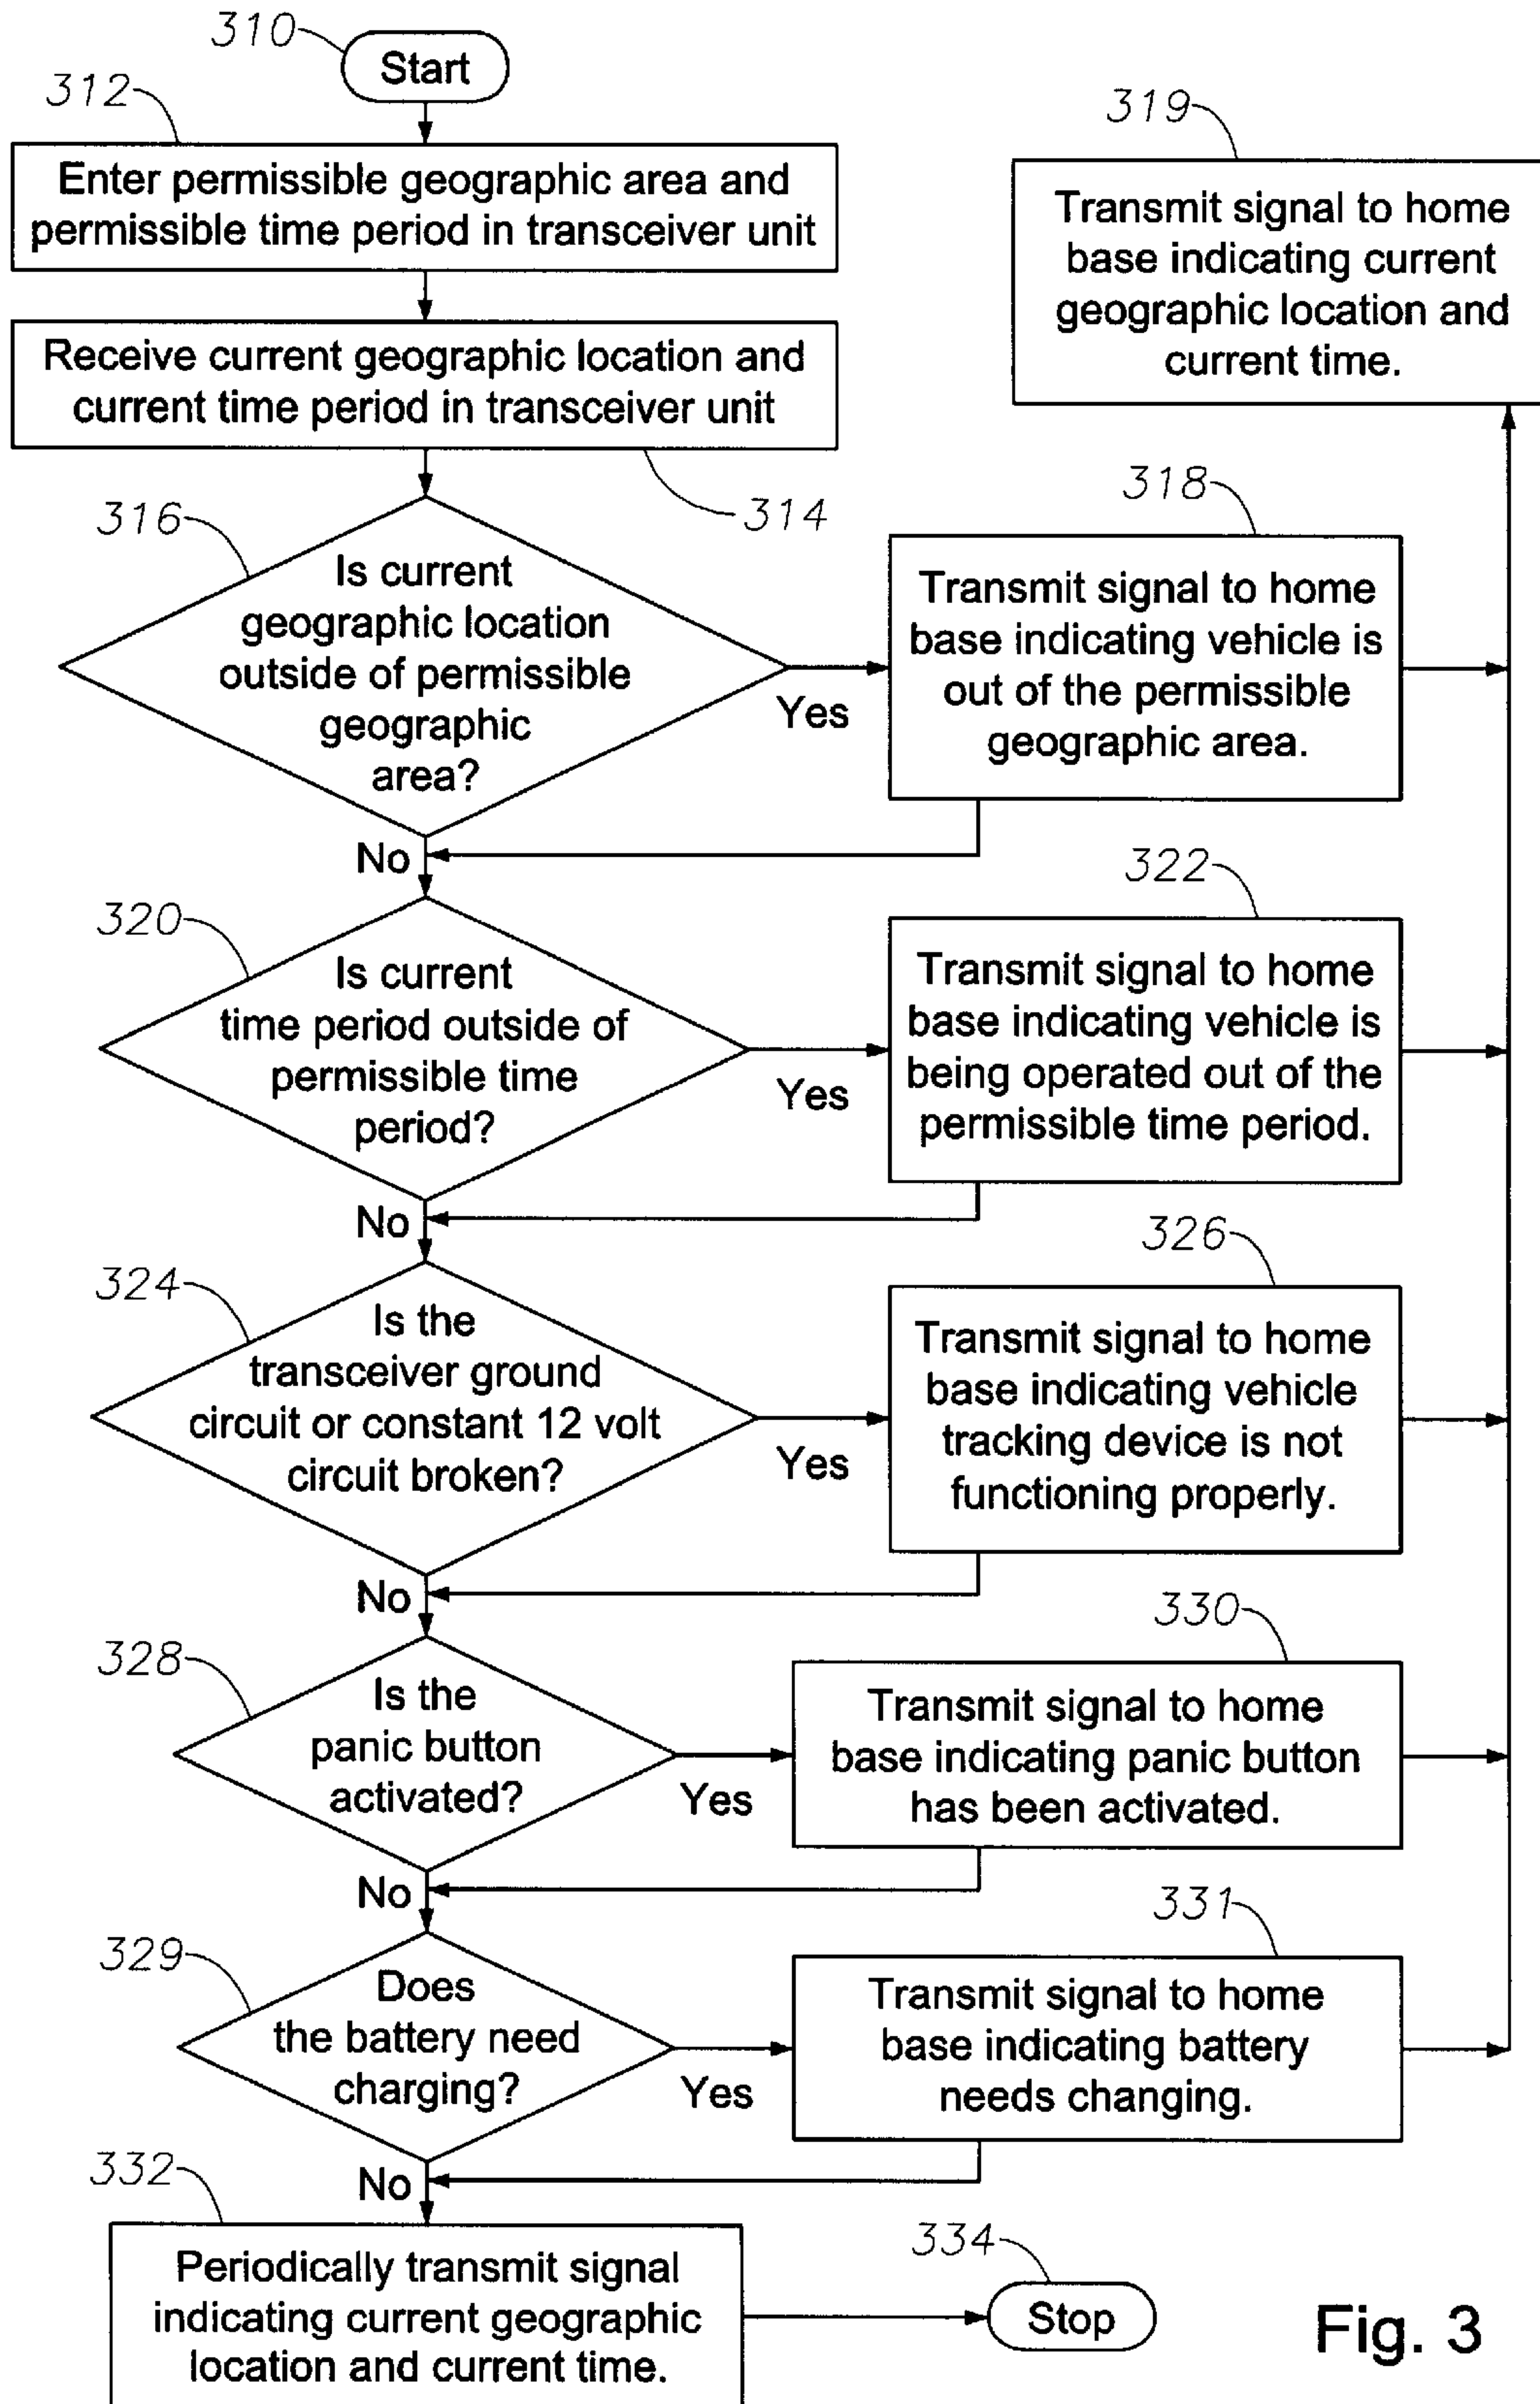 310
Start
312
Enter permissible geographic area and
permissible time period in transceiver unit
319
Transmit signal to home
base indicating current
geographic location and
current time.
Receive current geographic location and
current time period in transceiver unit
314
316
Is current
geographic location
outside of permissible
geographic
area?
Yes
No
318
Transmit signal to home
base indicating vehicle is
out of the permissible
geographic area.
320
Is current
time period outside of
permissible time
period?
Yes
No
322
Transmit signal to home
base indicating vehicle is
being operated out of the
permissible time period.
324
Is the
transceiver ground
circuit or constant 12 volt
circuit broken?
Yes
No
326
Transmit signal to home
base indicating vehicle
tracking device is not
functioning properly.
328
Is the
panic button
activated?
Yes
No
330
Transmit signal to home
base indicating panic button
has been activated.
329
Does
the battery need
charging?
Yes
No
331
Transmit signal to home
base indicating battery
needs changing.
332
Periodically transmit signal
indicating current geographic
location and current time.
334
Stop
Fig. 3